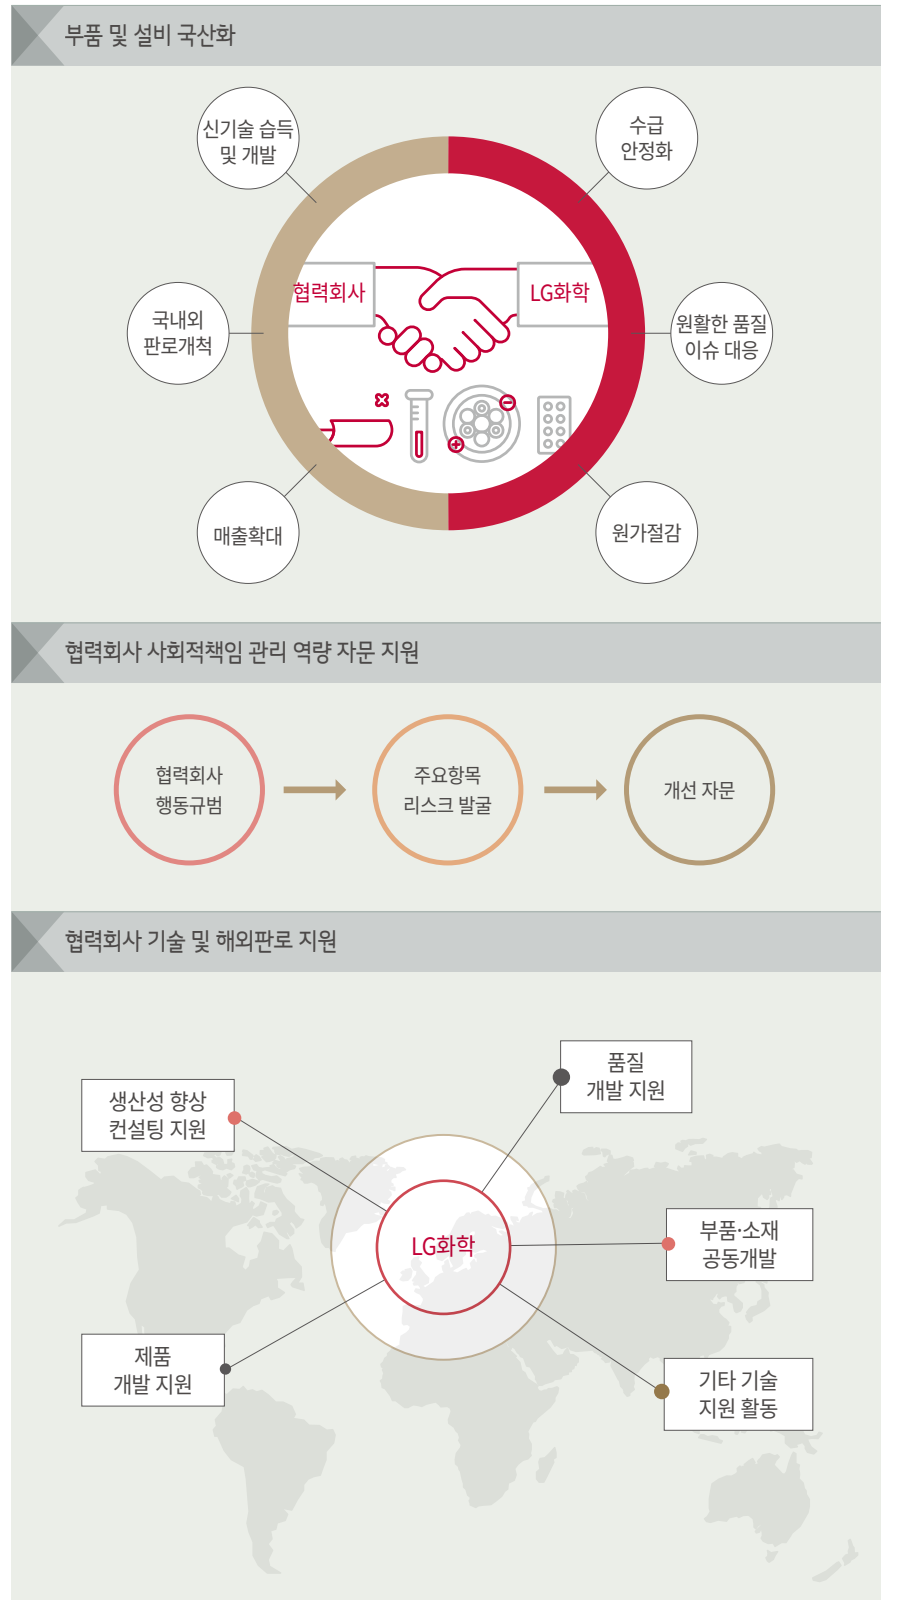 부품 및 설비 국산화
신기술 습득
및 개발
수급
안정화
협력회사
LG화학
국내외
판로개척
원활한 품질
이슈 대응
매출확대
원가절감
협력회사 사회적책임 관리 역량 자문 지원
협력회사
행동규범
주요항목
리스크 발굴
개선 자문
협력회사 기술 및 해외판로 지원
품질
개발 지원
생산성 향상
컨설팅 지원
LG화학
부품·소재
공동개발
제품
개발 지원
기타 기술
지원 활동